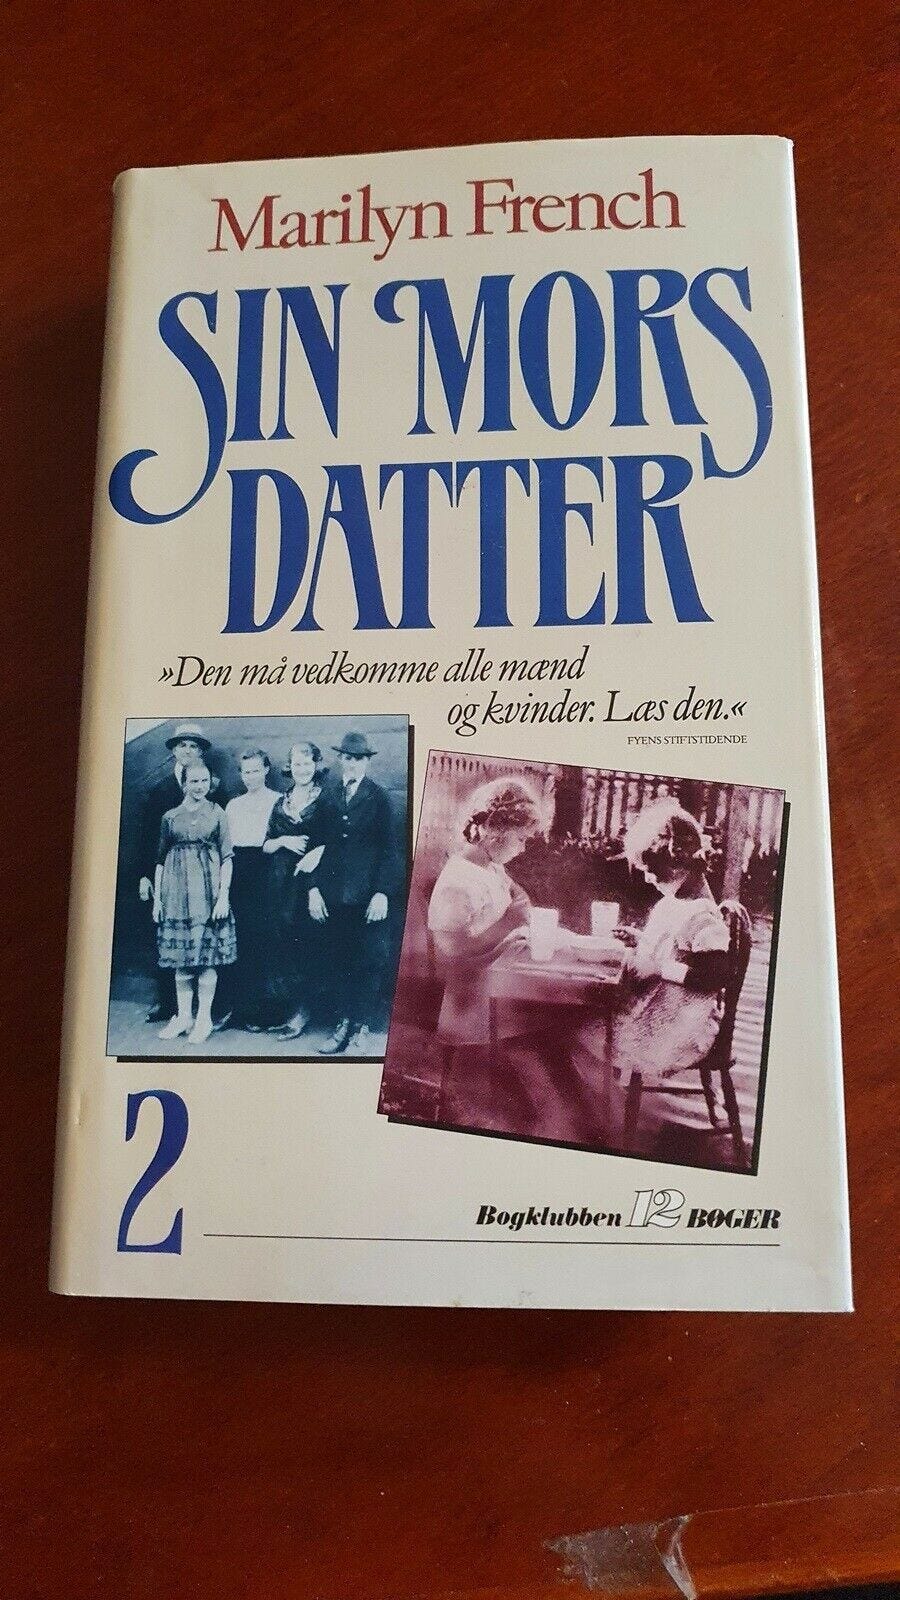 Marilyn French
SIN MORS
DATTER
»Den må vedkomme alle mænd
og kvinder. Læs den.«
FYENS STIFTSTIDENDE
2
Bogklubben 12 BØGER